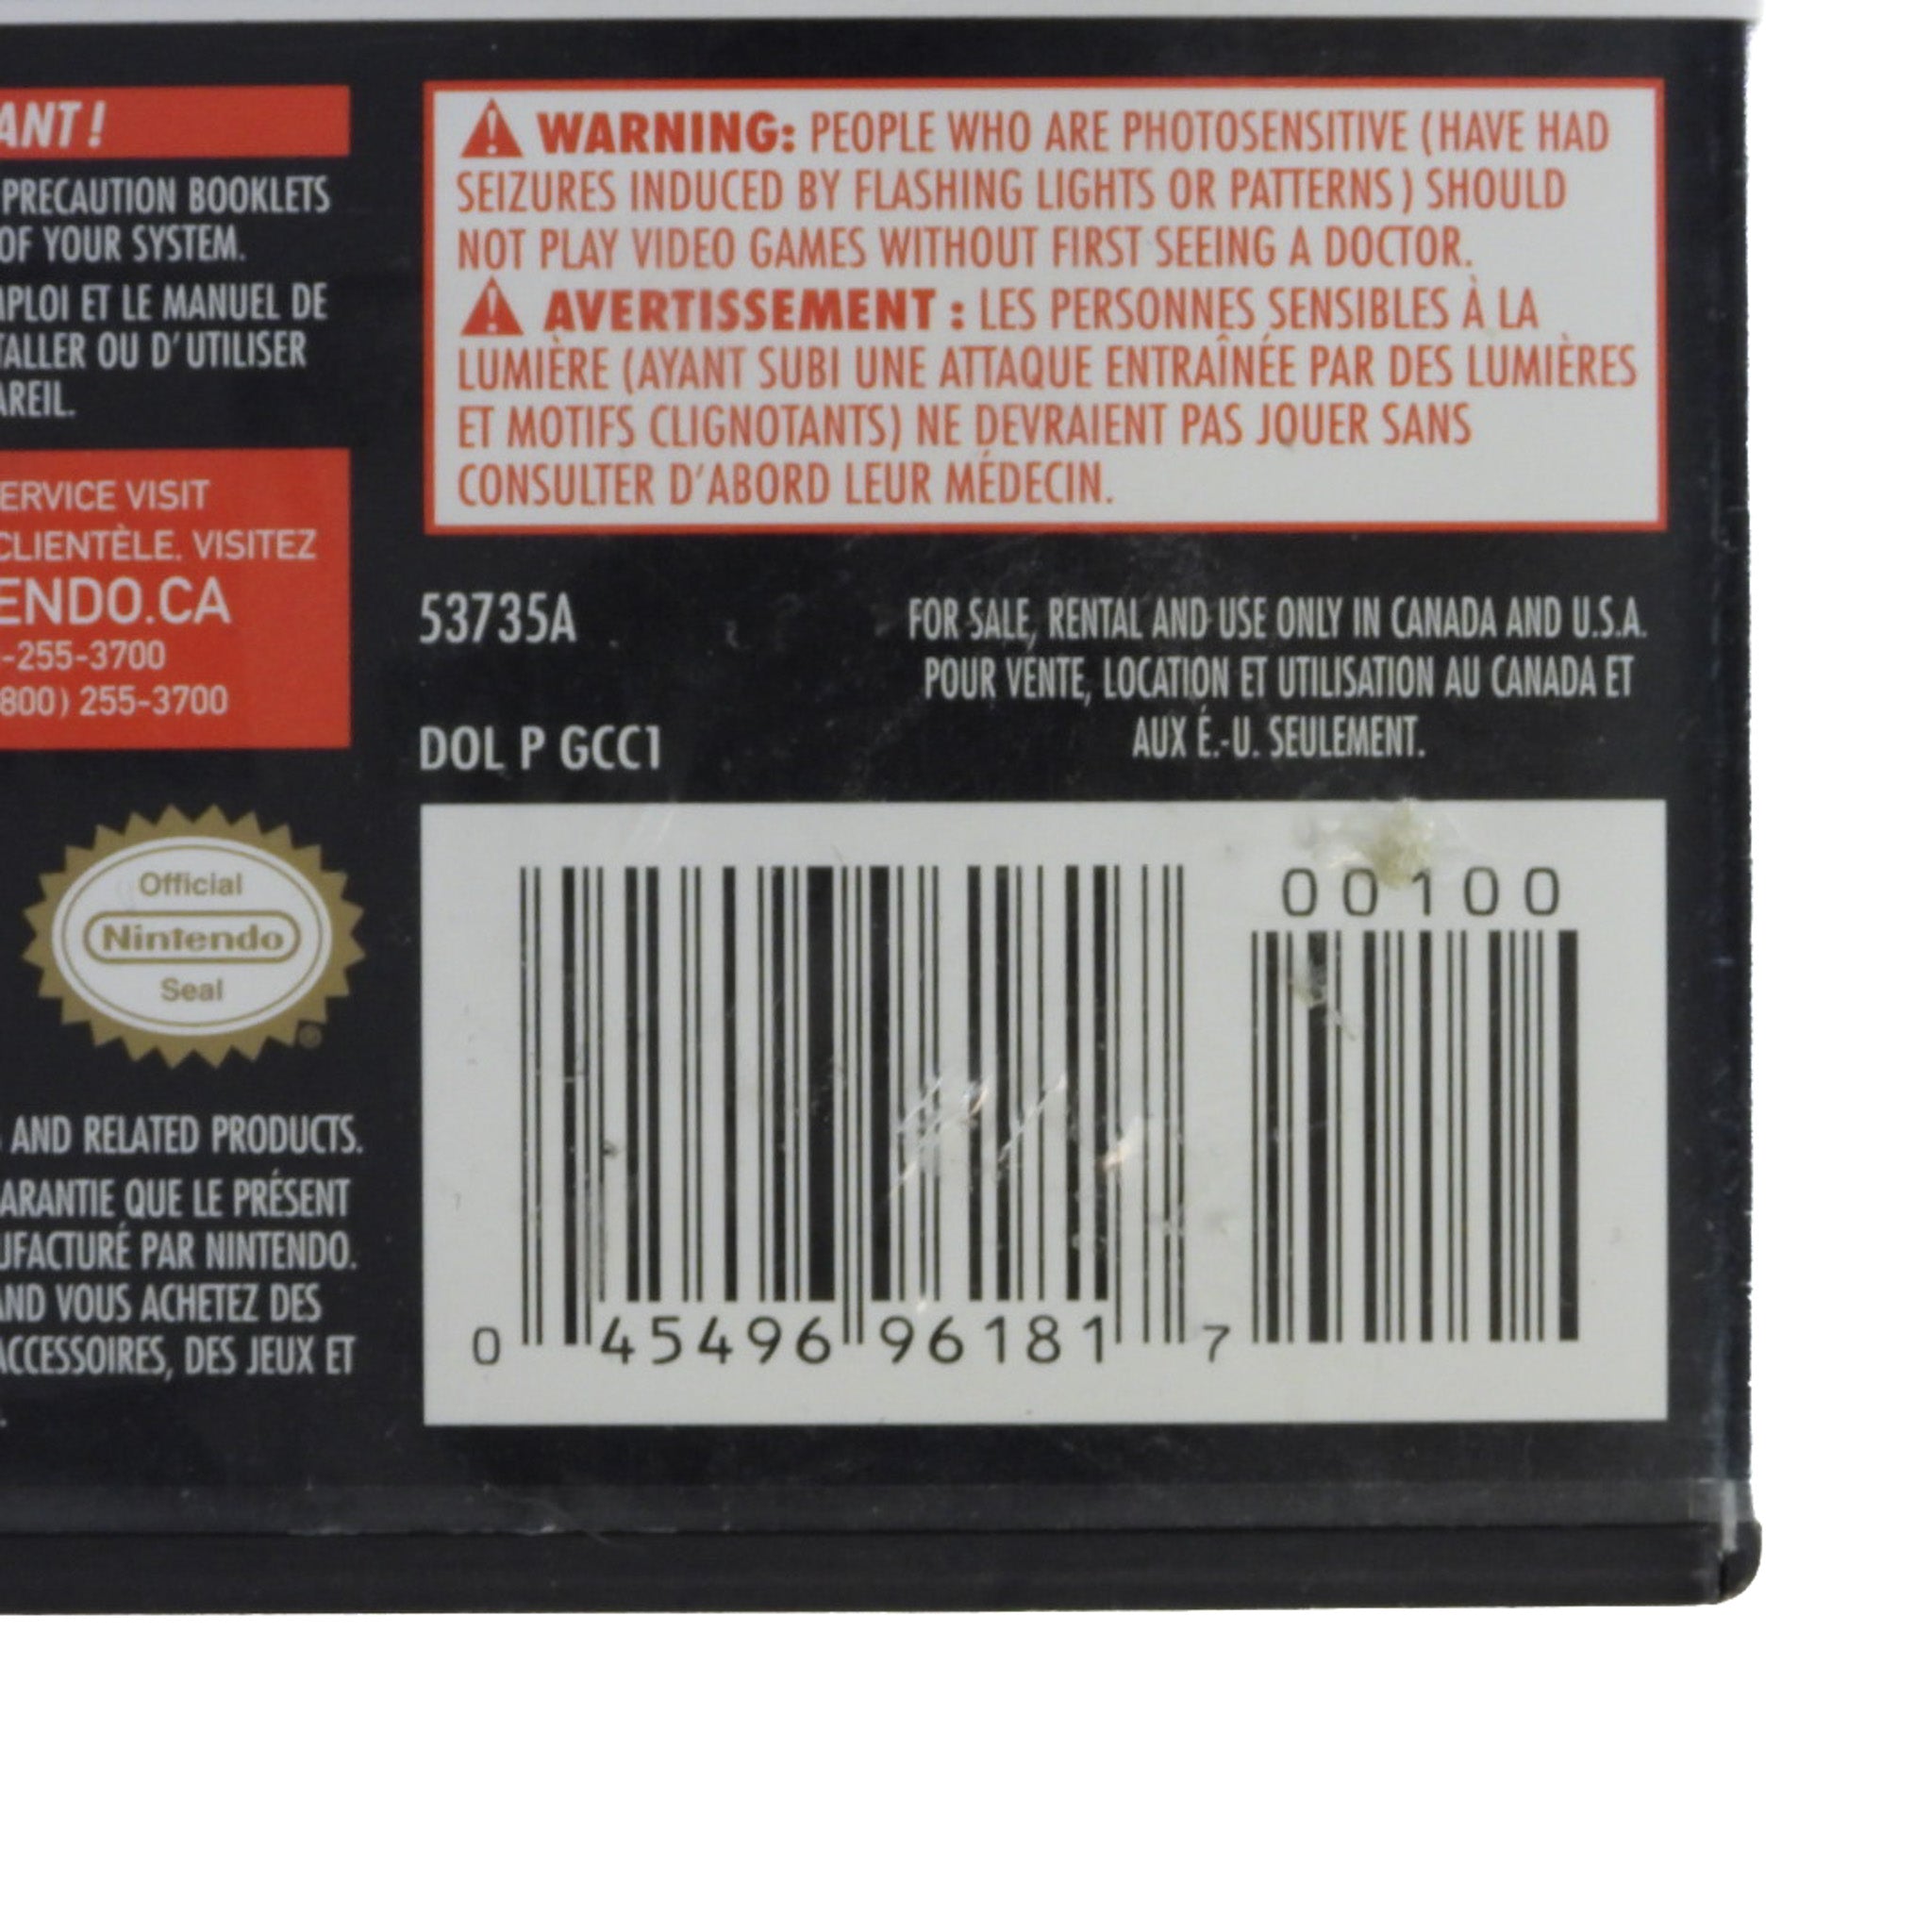 ANT!
PRECAUTION BOOKLETS
OF YOUR SYSTEM.
MPLOI ET LE MANUEL DE
TALLER OU D'UTILISER
AREIL.
ERVICE VISIT
CLIENTÈLE, VISITEZ
ENDO.CA
-255-3700
800) 255-3700
Official
Nintendo
Seal
®
AND RELATED PRODUCTS.
ARANTIE QUE LE PRÉSENT
UFACTURÉ PAR NINTENDO.
AND VOUS ACHETEZ DES
ACCESSOIRES, DES JEUX ET
WARNING: PEOPLE WHO ARE PHOTOSENSITIVE (HAVE HAD
SEIZURES INDUCED BY FLASHING LIGHTS OR PATTERNS) SHOULD
NOT PLAY VIDEO GAMES WITHOUT FIRST SEEING A DOCTOR.
AVERTISSEMENT : LES PERSONNES SENSIBLES À LA
LUMIÈRE (AYANT SUBI UNE ATTAQUE ENTRAÎNÉE PAR DES LUMIÈRES
ET MOTIFS CLIGNOTANTS) NE DEVRAIENT PAS JOUER SANS
CONSULTER D'ABORD LEUR MÉDECIN.
53735A
DOL P GCC1
FOR SALE, RENTAL AND USE ONLY IN CANADA AND U.S.A.
POUR VENTE, LOCATION ET UTILISATION AU CANADA ET
AUX É.-U. SEULEMENT.
00100
0 45496 96181 7